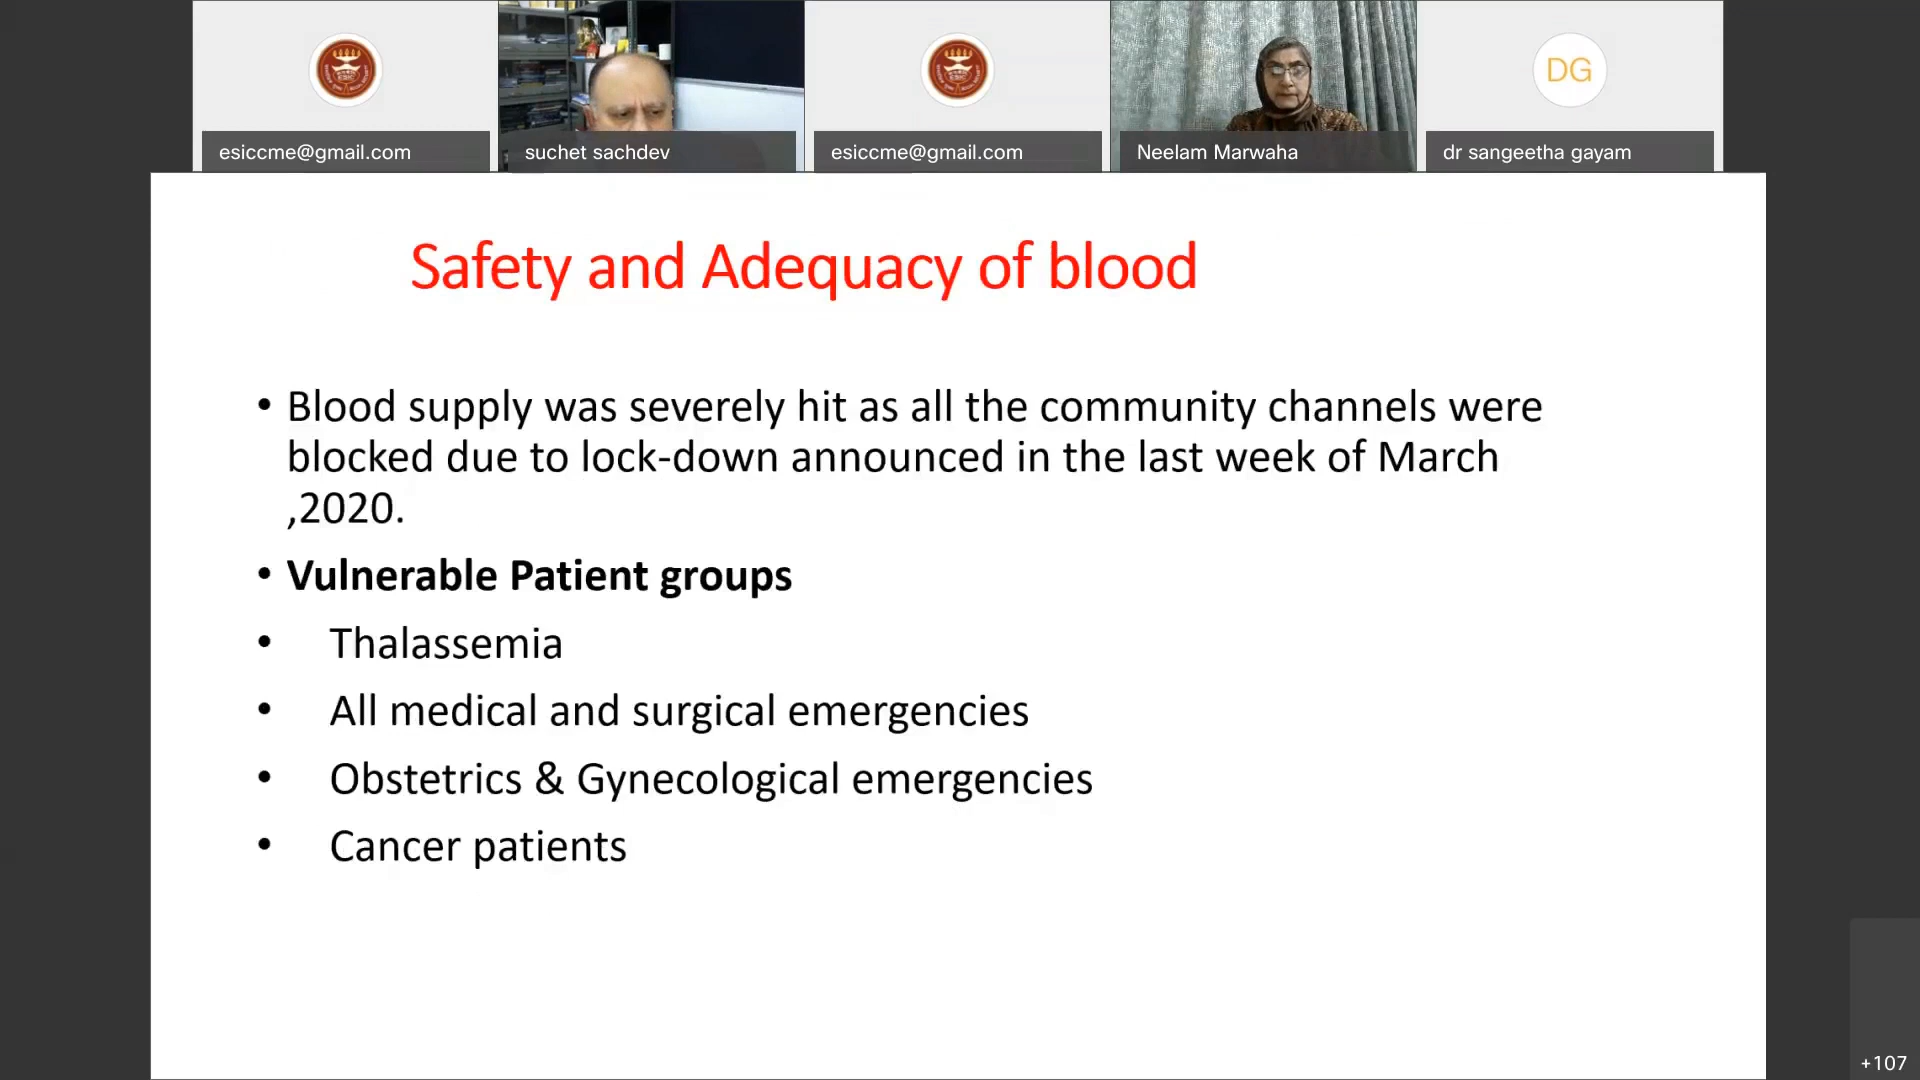 esiccme@gmail.com
suchet sachdev
esiccme@gmail.com
Neelam Marwaha
DG
dr sangeetha gayam
Safety and Adequacy of blood
• Blood supply was severely hit as all the community channels were
blocked due to lock-down announced in the last week of March
,2020.
• Vulnerable Patient groups
• Thalassemia
• All medical and surgical emergencies
• Obstetrics & Gynecological emergencies
• Cancer patients
+107